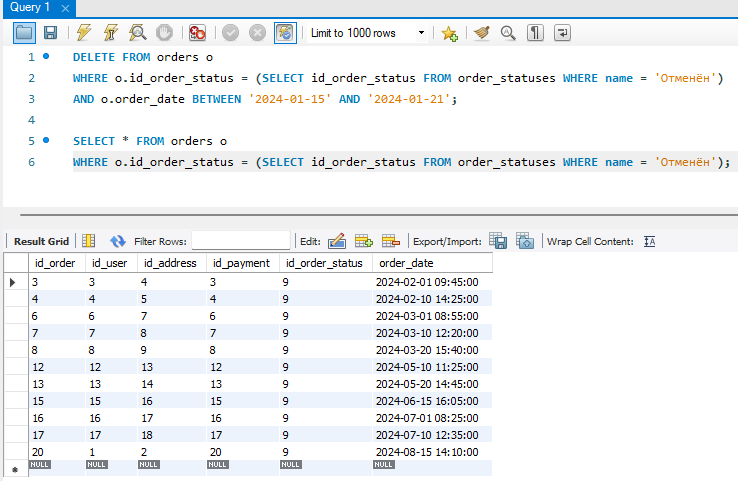 Query 1
Limit to 1000 rows
1 DELETE FROM orders o
2 WHERE o.id_order_status = (SELECT id_order_status FROM order_statuses WHERE name = 'Отменён')
3 AND o.order_date BETWEEN '2024-01-15' AND '2024-01-21';
4
5 SELECT * FROM orders o
6 WHERE o.id_order_status = (SELECT id_order_status FROM order_statuses WHERE name = 'Отменён');
Result Grid Filter Rows: Edit: Export/Import: Wrap Cell Content:
id_order id_user id_address id_payment id_order_status order_date
3 3 4 3 9 2024-02-01 09:45:00
4 4 5 4 9 2024-02-10 14:25:00
6 6 7 6 9 2024-03-01 08:55:00
7 7 8 7 9 2024-03-10 12:20:00
8 8 9 8 9 2024-03-20 15:40:00
12 12 13 12 9 2024-05-10 11:25:00
13 13 14 13 9 2024-05-20 14:45:00
15 15 16 15 9 2024-06-15 16:05:00
16 16 17 16 9 2024-07-01 08:25:00
17 17 18 17 9 2024-07-10 12:35:00
20 1 2 20 9 2024-08-15 14:10:00
NULL NULL NULL NULL NULL NULL